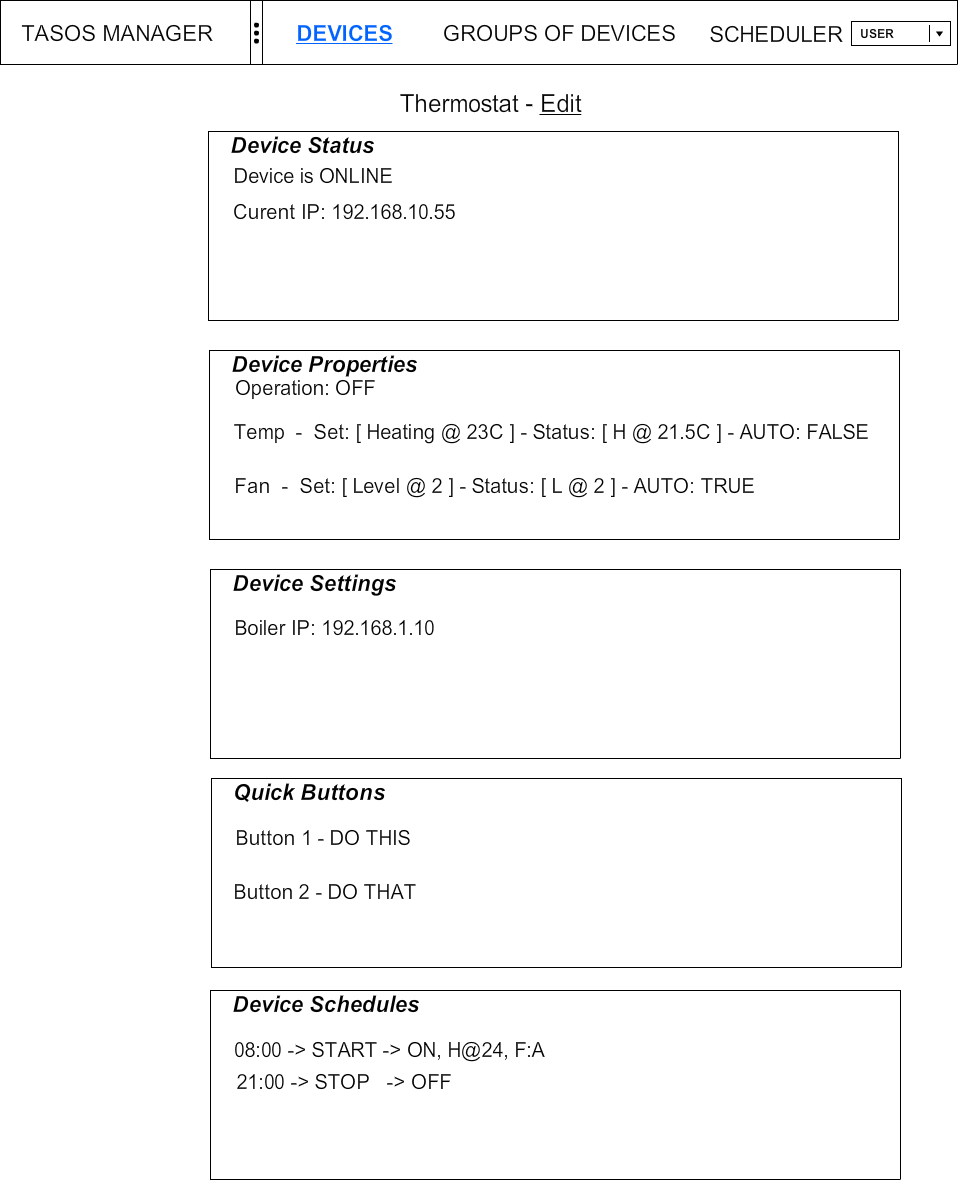 TASOS MANAGER
DEVICES
GROUPS OF DEVICES
SCHEDULER
USER
Thermostat - Edit
Device Status
Device is ONLINE
Curent IP: 192.168.10.55
Device Properties
Operation: OFF
Temp - Set: [ Heating @ 23C ] - Status: [ H @ 21.5C ] - AUTO: FALSE
Fan - Set: [ Level @ 2 ] - Status: [ L @ 2 ] - AUTO: TRUE
Device Settings
Boiler IP: 192.168.1.10
Quick Buttons
Button 1 - DO THIS
Button 2 - DO THAT
Device Schedules
08:00 -> START -> ON, H@24, F:A
21:00 -> STOP -> OFF